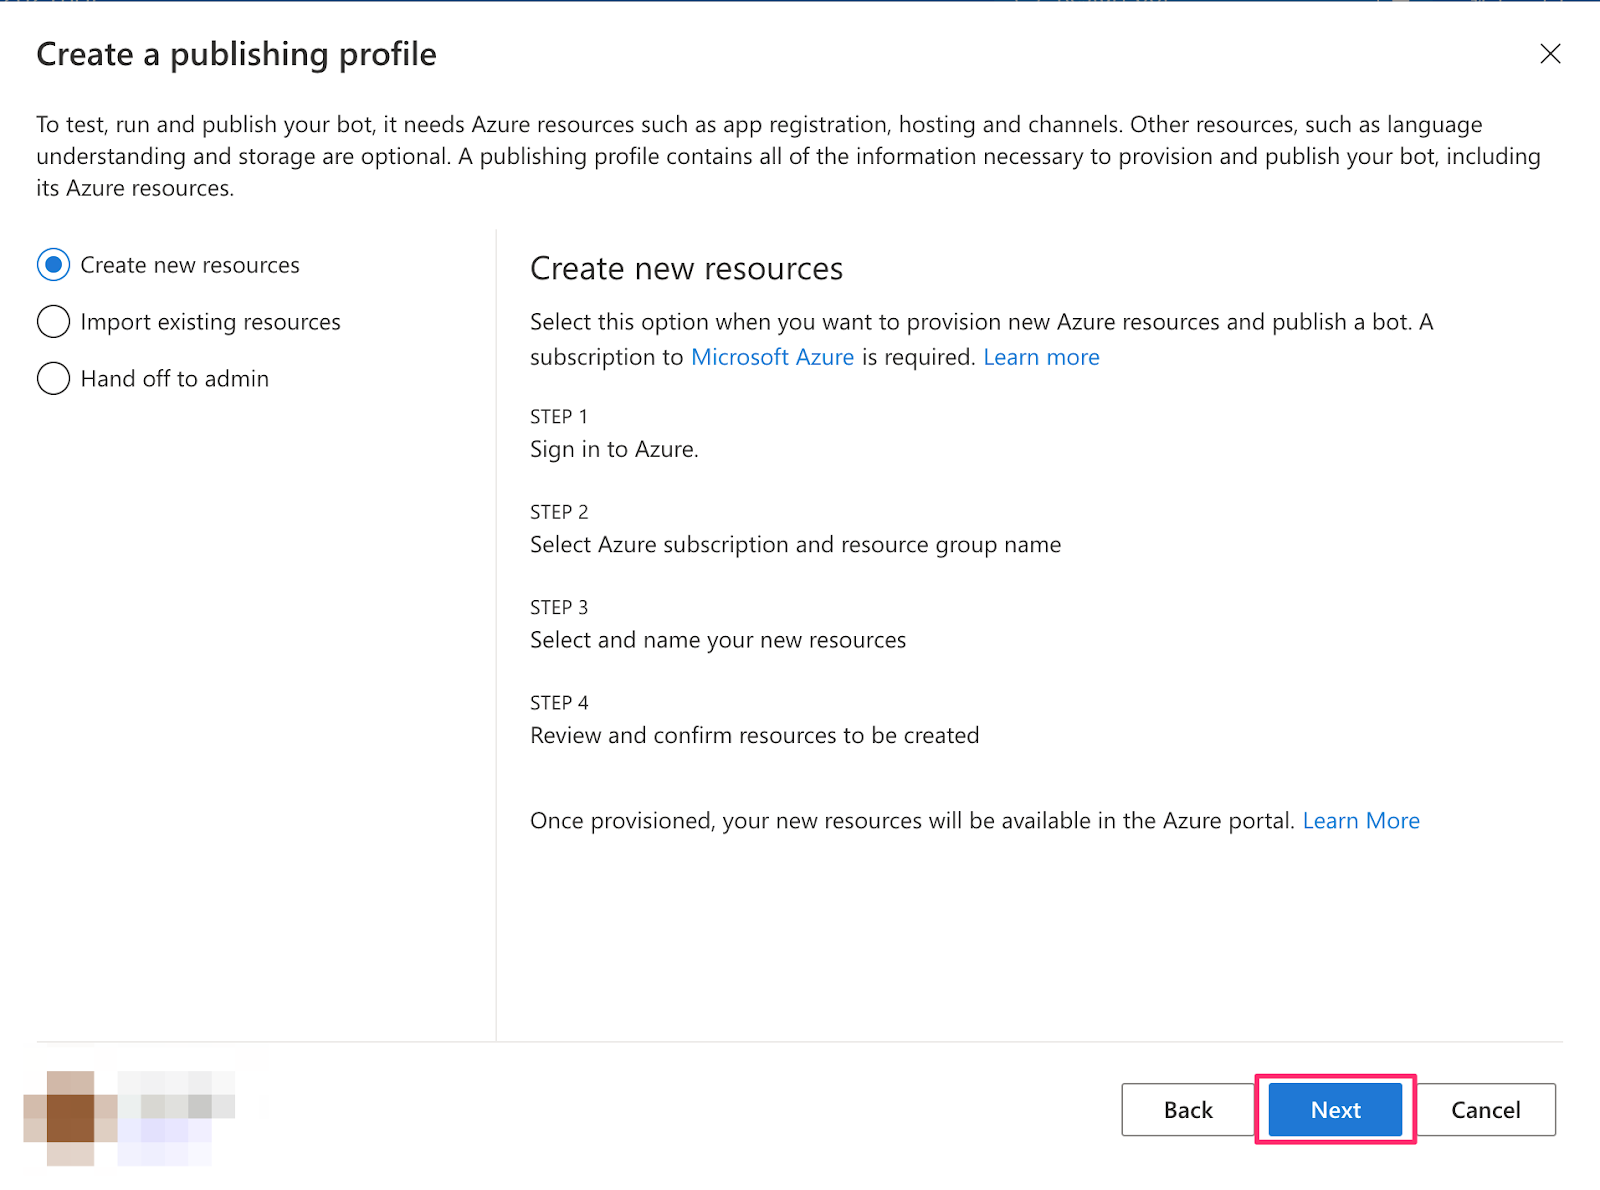 Create a publishing profile
To test, run and publish your bot, it needs Azure resources such as app registration, hosting and channels. Other resources, such as language
understanding and storage are optional. A publishing profile contains all of the information necessary to provision and publish your bot, including
its Azure resources.
Create new resources
Import existing resources
Hand off to admin
Create new resources
Select this option when you want to provision new Azure resources and publish a bot. A
subscription to Microsoft Azure is required. Learn more
STEP 1
Sign in to Azure.
STEP 2
Select Azure subscription and resource group name
STEP 3
Select and name your new resources
STEP 4
Review and confirm resources to be created
Once provisioned, your new resources will be available in the Azure portal. Learn More
Back
Next
Cancel